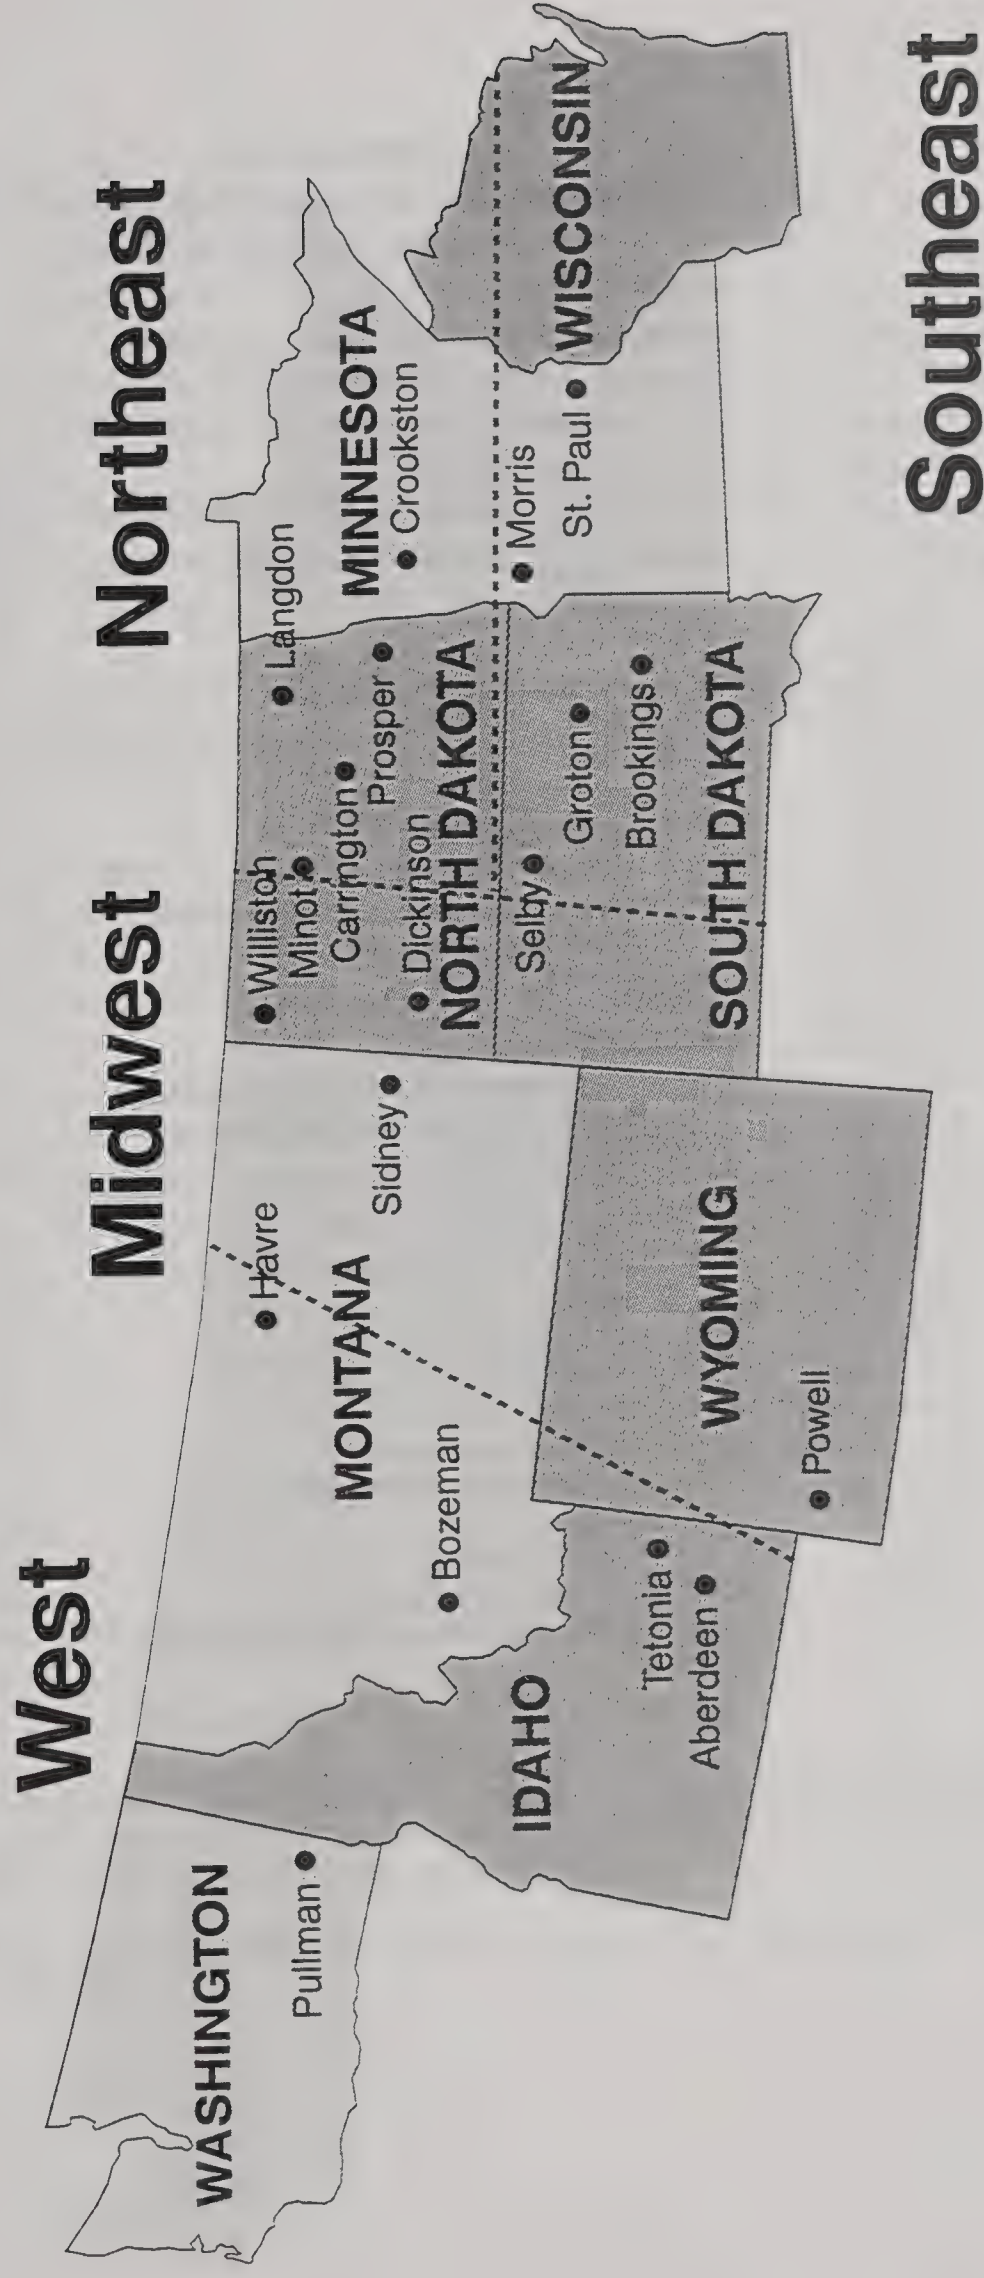 West
Midwest
Northeast
Southeast
WASHINGTON
Pullman
IDAHO
Tetonia
Aberdeen
MONTANA
Havre
Sidney
Bozeman
WYOMING
Powell
NORTH DAKOTA
Williston
Minot
Carrington
Dickinson
Langdon
Prosper
SOUTH DAKOTA
Selby
Groton
Brookings
MINNESOTA
Crookston
Morris
St. Paul
WISCONSIN